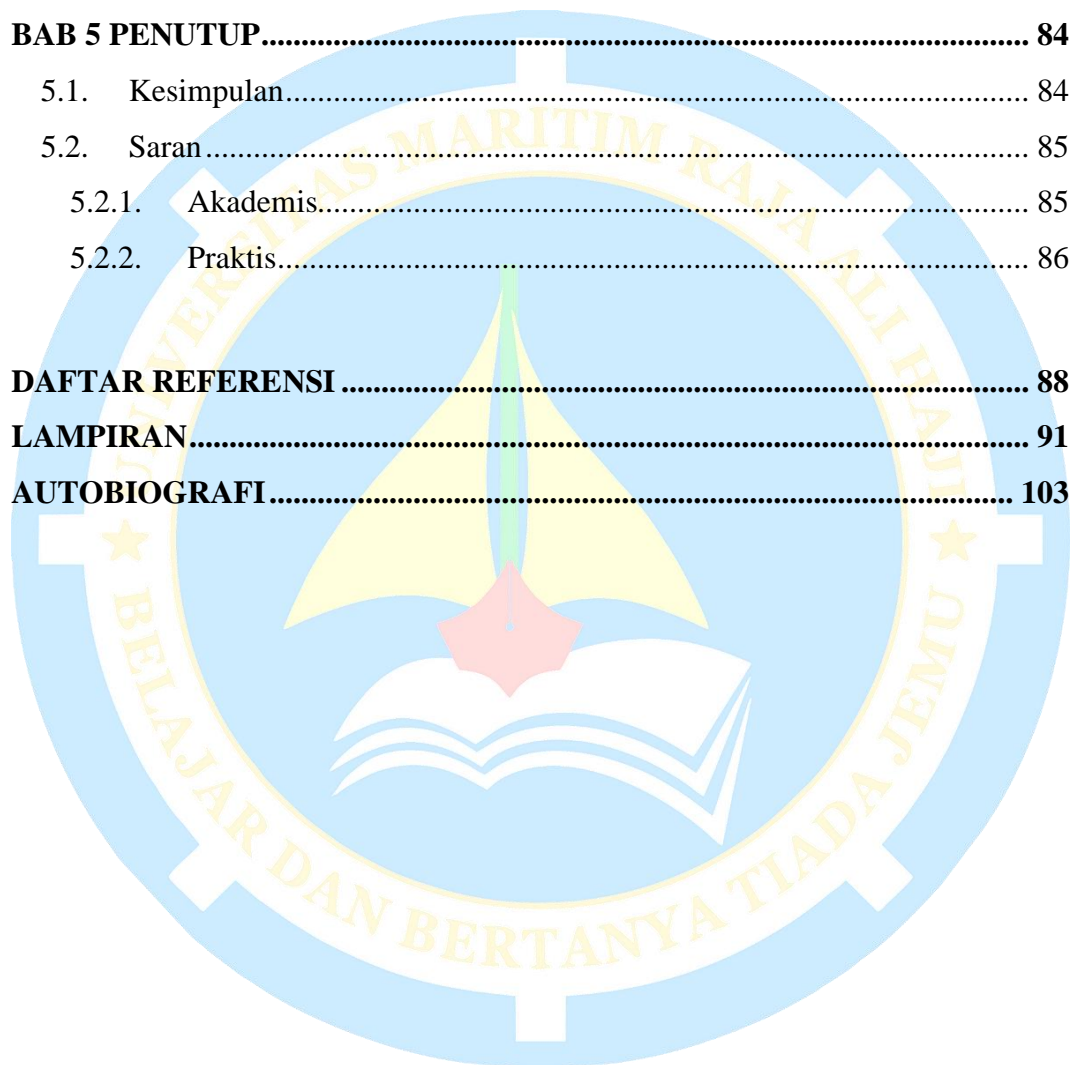 BAB 5 PENUTUP................................................................................................ 84
5.1. Kesimpulan............................................................................................. 84
5.2. Saran....................................................................................................... 85
5.2.1. Akademis......................................................................................... 85
5.2.2. Praktis.............................................................................................. 86
DAFTAR REFERENSI ...................................................................................... 88
LAMPIRAN......................................................................................................... 91
AUTOBIOGRAFI............................................................................................. 103
UNIVERSITAS MARITIM RAJA ALI HAJI
BELAJAR DAN BERTANYA TIADA JEMU